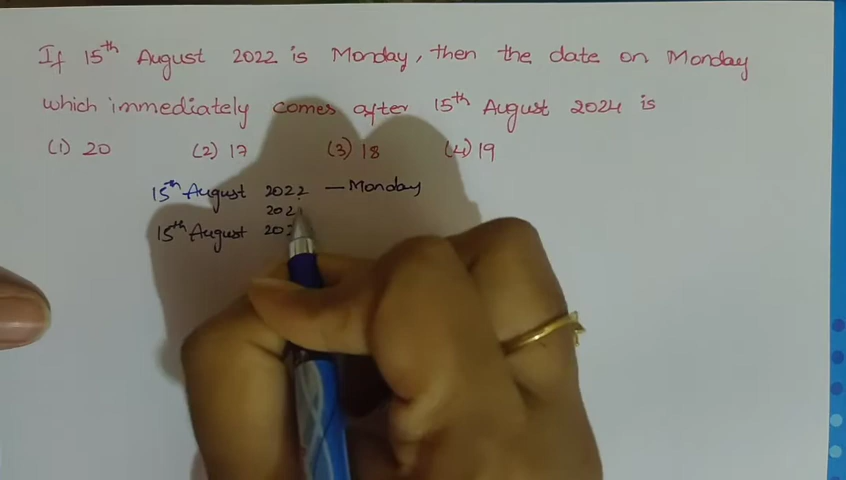 If 15th August 2022 is Monday, then the date on Monday
which immediately comes after 15th August 2024 is
(1) 20 (2) 17 (3) 18 (4) 19
15th August 2022 — Monday
15th August